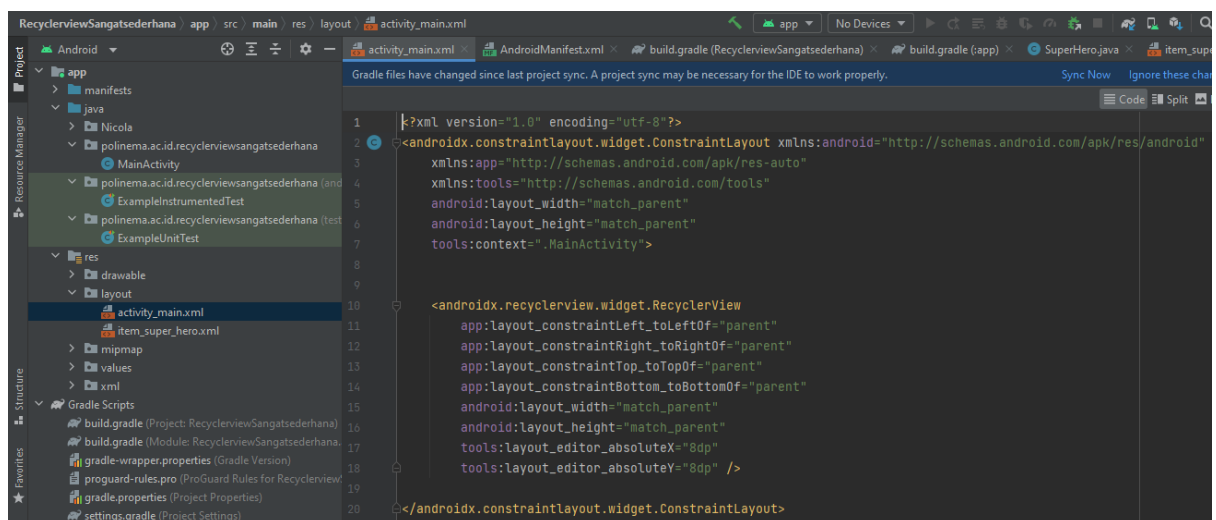 RecyclerviewSangatsederhana › app › src › main › res › layout › activity_main.xml
app
No Devices
Android
activity_main.xml
AndroidManifest.xml
build.gradle (RecyclerviewSangatsederhana)
build.gradle (:app)
SuperHero.java
item_supe
Gradle files have changed since last project sync. A project sync may be necessary for the IDE to work properly.
Sync Now
Ignore these chan
Code
Split
Project
Resource Manager
Structure
Favorites
app
manifests
java
Nicola
polinema.ac.id.recyclerviewsangatsederhana
MainActivity
polinema.ac.id.recyclerviewsangatsederhana (and
ExampleInstrumentedTest
polinema.ac.id.recyclerviewsangatsederhana (test
ExampleUnitTest
res
drawable
layout
activity_main.xml
item_super_hero.xml
mipmap
values
xml
Gradle Scripts
build.gradle (Project: RecyclerviewSangatsederhana)
build.gradle (Module: RecyclerviewSangatsederhana.
gradle-wrapper.properties (Gradle Version)
proguard-rules.pro (ProGuard Rules for RecyclerviewS
gradle.properties (Project Properties)
settings.gradle (Project Settings)
1 <?xml version="1.0" encoding="utf-8"?>
2 <androidx.constraintlayout.widget.ConstraintLayout xmlns:android="http://schemas.android.com/apk/res/android"
3 xmlns:app="http://schemas.android.com/apk/res-auto"
4 xmlns:tools="http://schemas.android.com/tools"
5 android:layout_width="match_parent"
6 android:layout_height="match_parent"
7 tools:context=".MainActivity">
8
9
10 <androidx.recyclerview.widget.RecyclerView
11 app:layout_constraintLeft_toLeftOf="parent"
12 app:layout_constraintRight_toRightOf="parent"
13 app:layout_constraintTop_toTopOf="parent"
14 app:layout_constraintBottom_toBottomOf="parent"
15 android:layout_width="match_parent"
16 android:layout_height="match_parent"
17 tools:layout_editor_absoluteX="8dp"
18 tools:layout_editor_absoluteY="8dp" />
19
20 </androidx.constraintlayout.widget.ConstraintLayout>